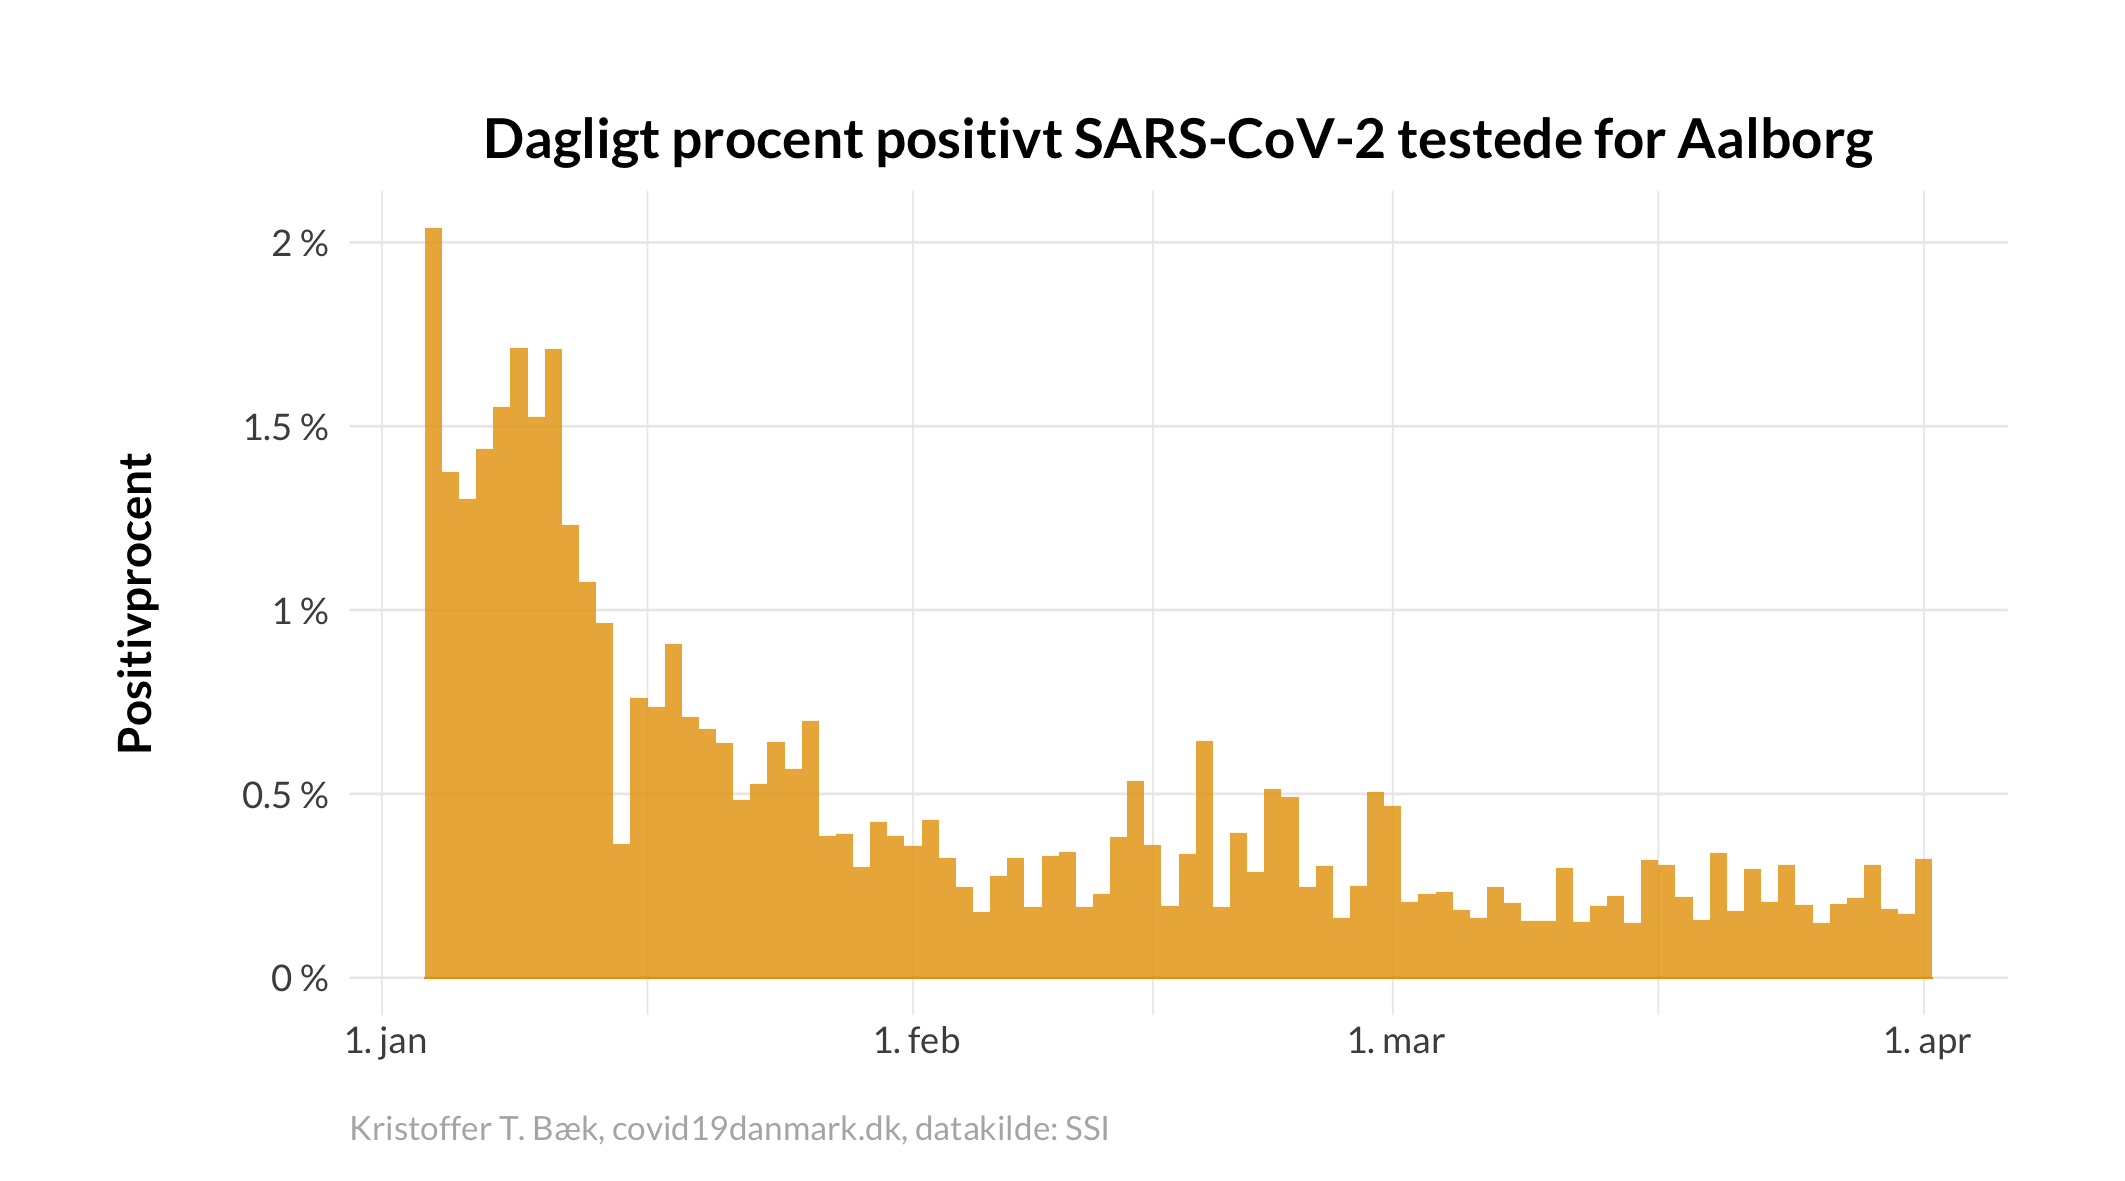 Dagligt procent positivt SARS-CoV-2 testede for Aalborg
Positivprocent
2 %
1.5 %
1 %
0.5 %
0 %
1. jan
1. feb
1. mar
1. apr
Kristoffer T. Bæk, covid19danmark.dk, datakilde: SSI